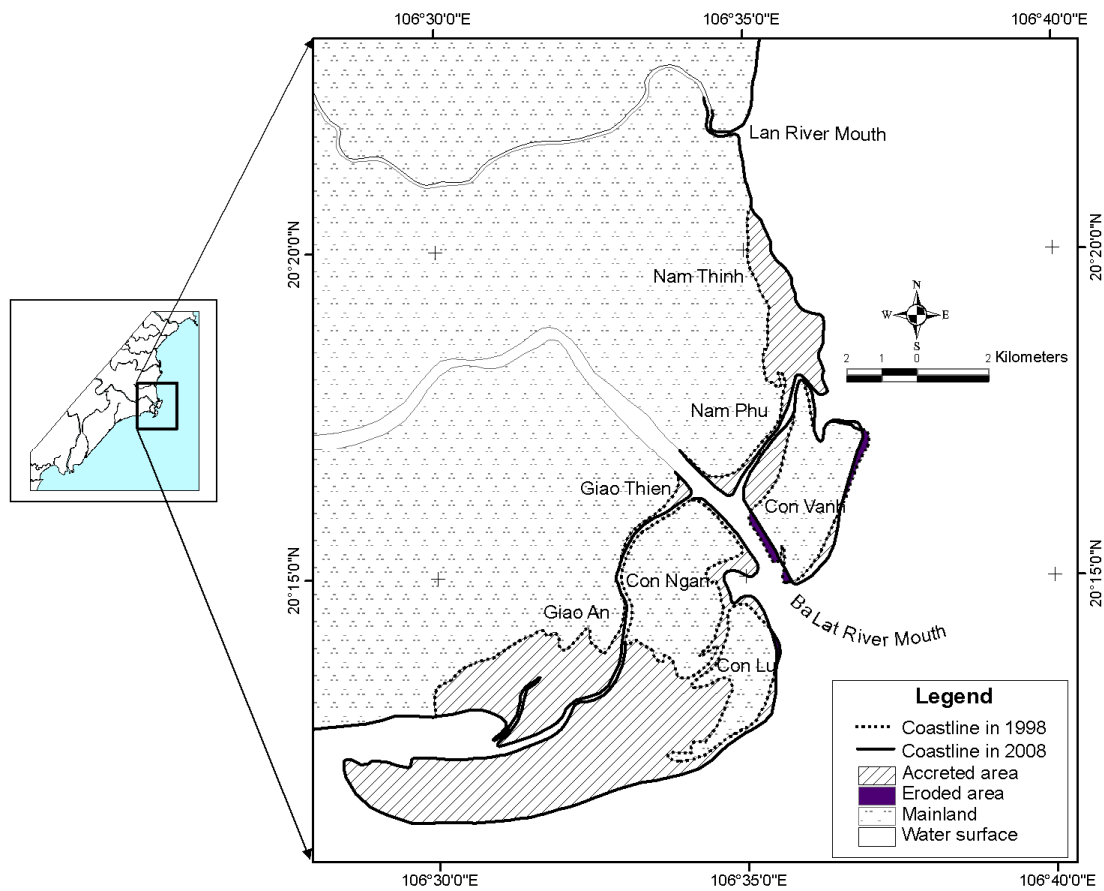 106°30'0"E
106°35'0"E
106°40'0"E
Lan River Mouth
20°20'0"N
20°20'0"N
Nam Thinh
N
W
E
S
2 1 0 2 Kilometers
Nam Phu
Giao Thien
Con Vanh
20°15'0"N
20°15'0"N
Con Ngan
Giao An
Ba Lat River Mouth
Con Lu
Legend
Coastline in 1998
Coastline in 2008
Accreted area
Eroded area
Mainland
Water surface
106°30'0"E
106°35'0"E
106°40'0"E